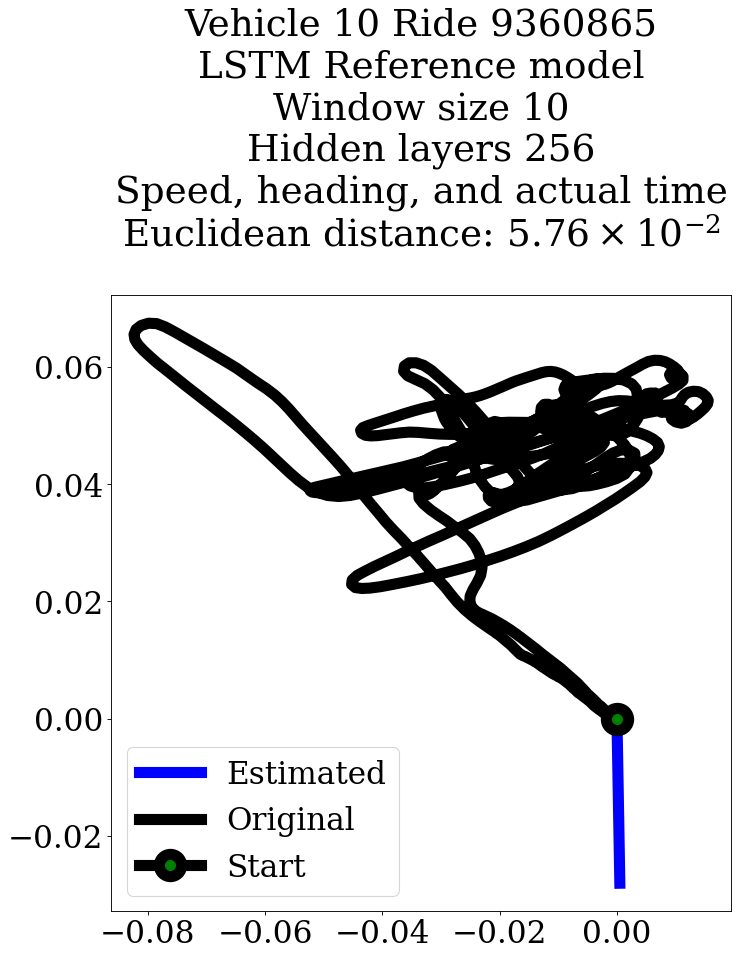 Vehicle 10 Ride 9360865
LSTM Reference model
Window size 10
Hidden layers 256
Speed, heading, and actual time
Euclidean distance: 5.76 × 10⁻²
0.06
0.04
0.02
0.00
−0.02
Estimated
Original
Start
−0.08 −0.06 −0.04 −0.02 0.00